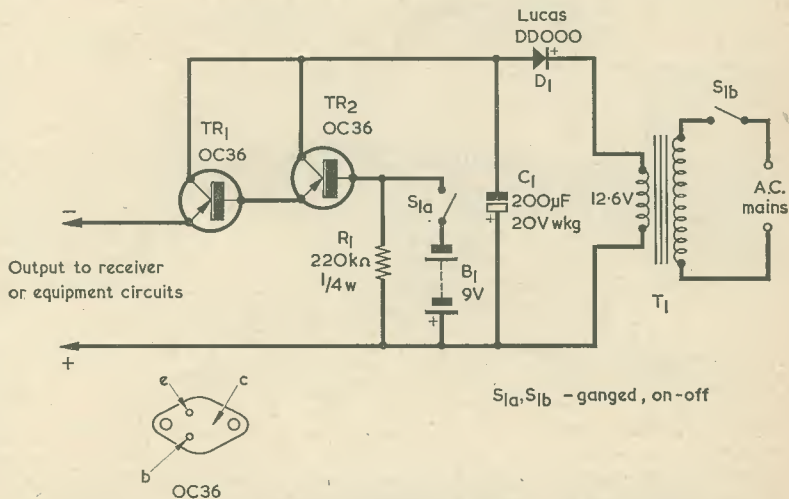 Lucas
DD000
+
D1
TR1
OC36
TR2
OC36
S1b
S1a
C1
200µF
20V wkg
+
12·6V
A.C.
mains
T1
−
Output to receiver
or equipment circuits
+
R1
220kΩ
1/4w
B1
9V
+
S1a,S1b - ganged, on-off
e
c
b
OC36